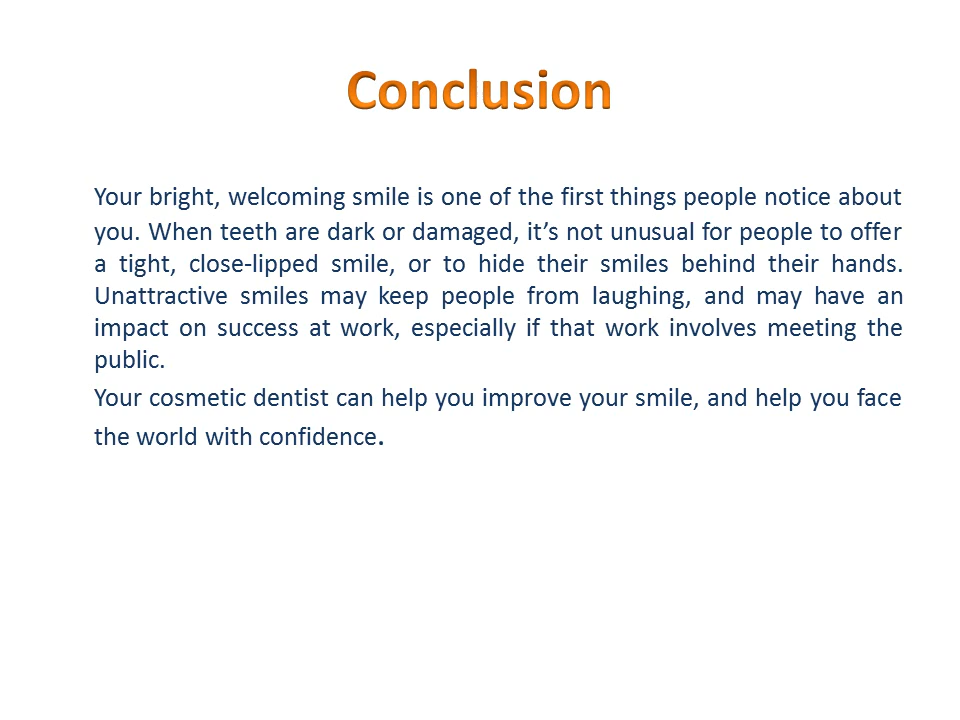 Conclusion
Your bright, welcoming smile is one of the first things people notice about
you. When teeth are dark or damaged, it’s not unusual for people to offer
a tight, close-lipped smile, or to hide their smiles behind their hands.
Unattractive smiles may keep people from laughing, and may have an
impact on success at work, especially if that work involves meeting the
public.
Your cosmetic dentist can help you improve your smile, and help you face
the world with confidence.